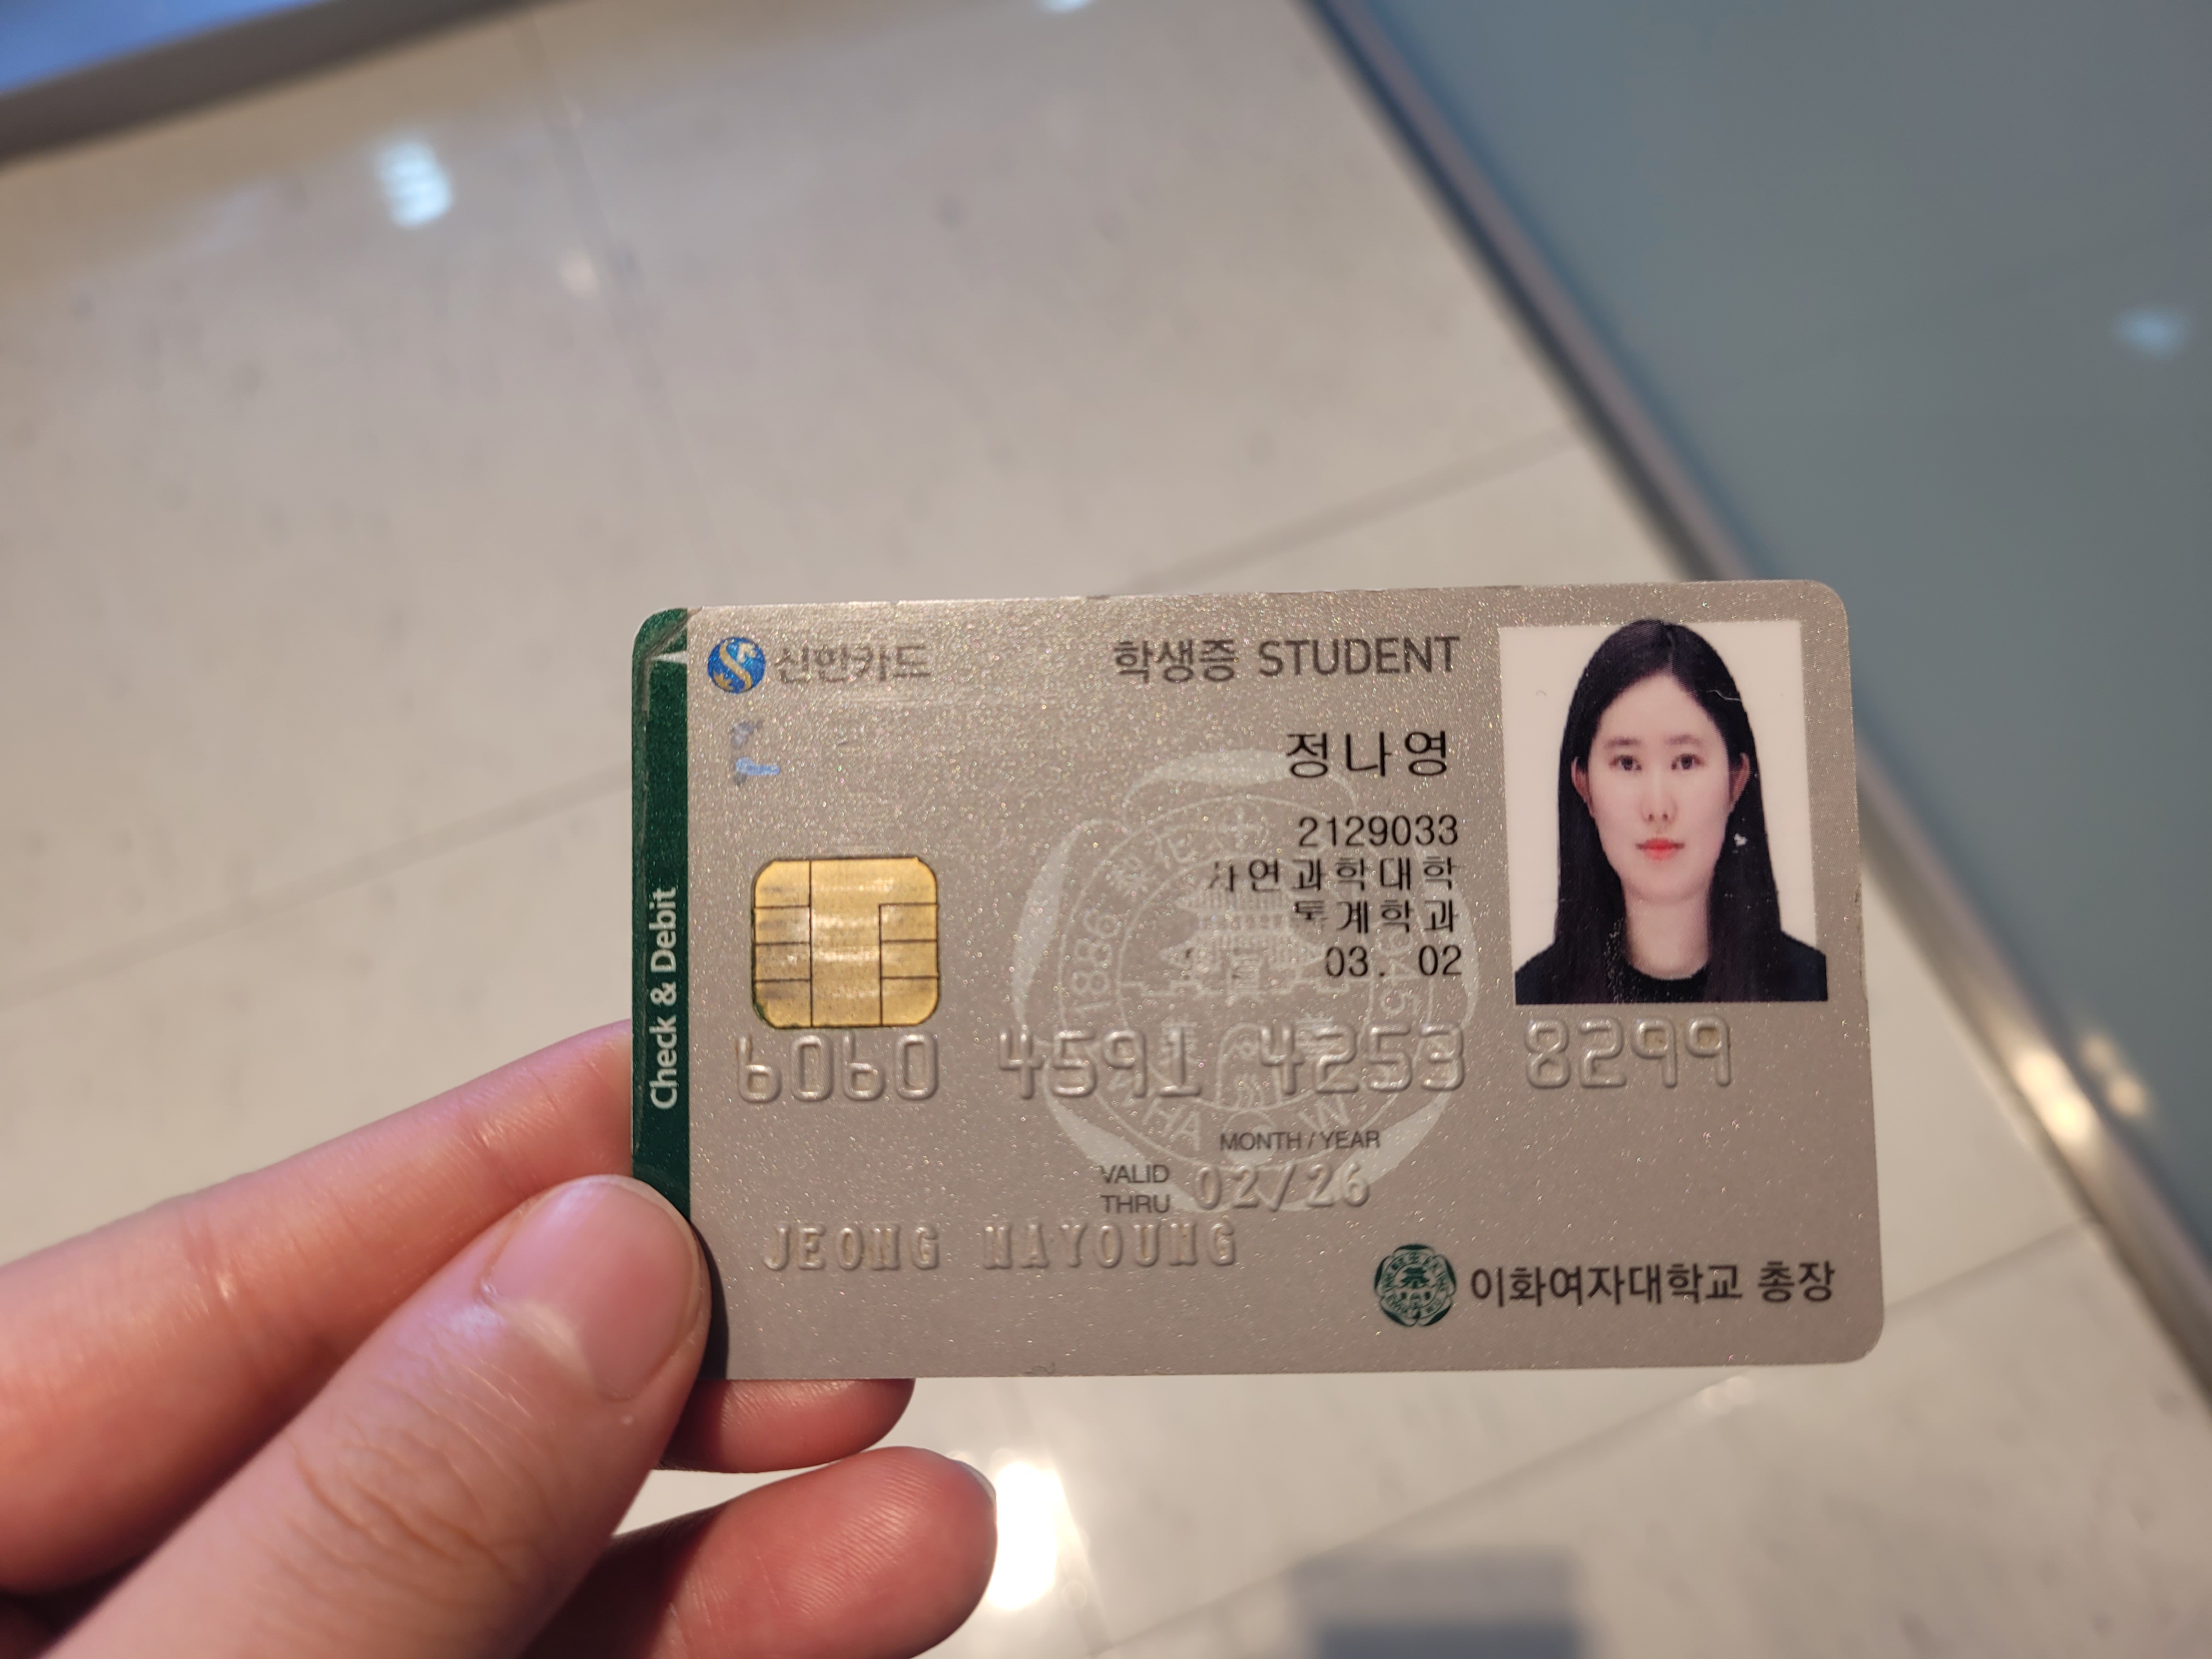 신한카드
학생증 STUDENT
정나영
2129033
자연과학대학
통계학과
03. 02
Check & Debit
6060 4591 4253 8299
MONTH / YEAR
VALID THRU 02/26
JEONG NAYOUNG
이화여자대학교 총장